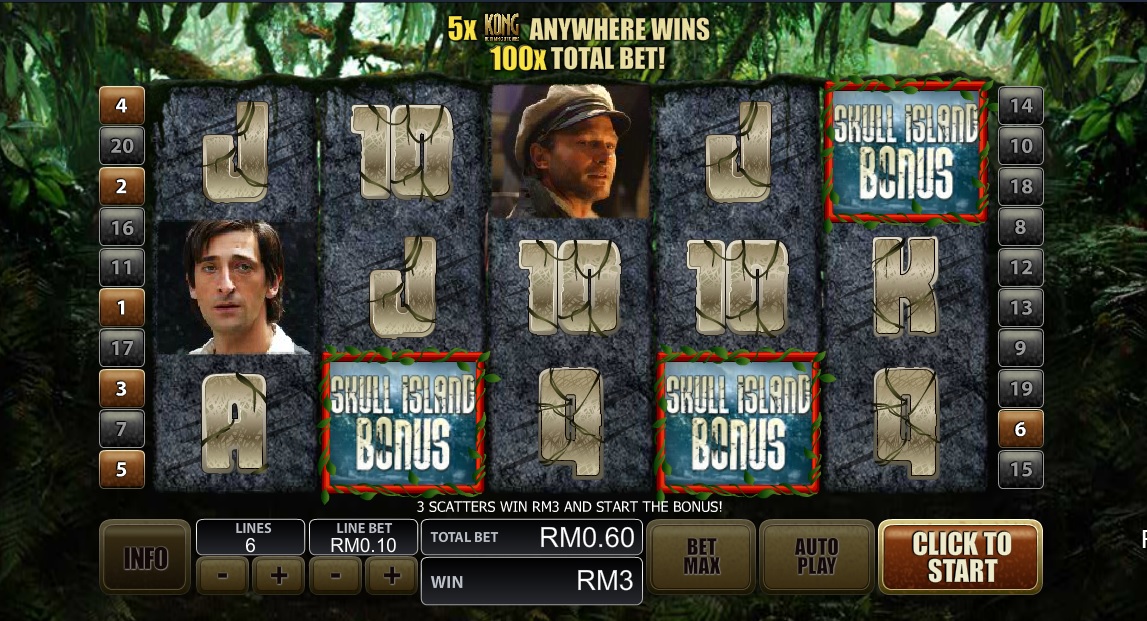 5x KONG ANYWHERE WINS
100x TOTAL BET!
4
20
2
16
11
1
17
3
7
5
J
10
J
SKULL ISLAND
BONUS
J
10
10
K
A
SKULL ISLAND
BONUS
Q
SKULL ISLAND
BONUS
Q
14
10
18
8
12
13
9
19
6
15
3 SCATTERS WIN RM3 AND START THE BONUS!
INFO
LINES
6
- +
LINE BET
RM0.10
- +
TOTAL BET RM0.60
WIN RM3
BET
MAX
AUTO
PLAY
CLICK TO
START